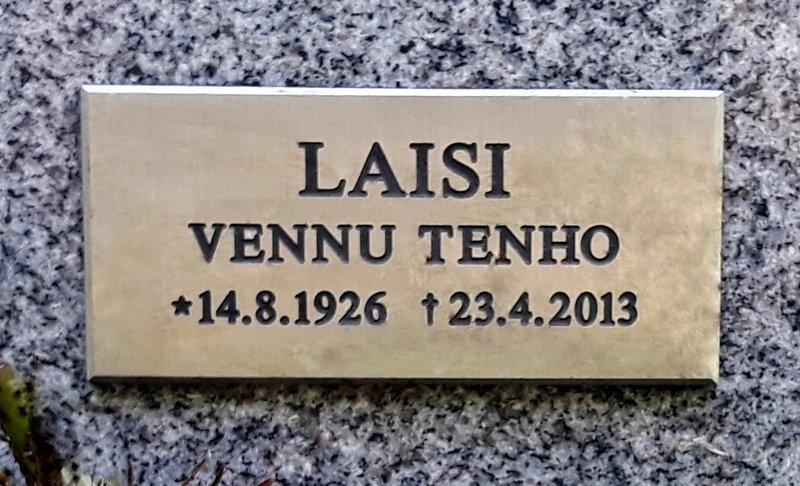 LAISI
VENNU TENHO
*14.8.1926 †23.4.2013